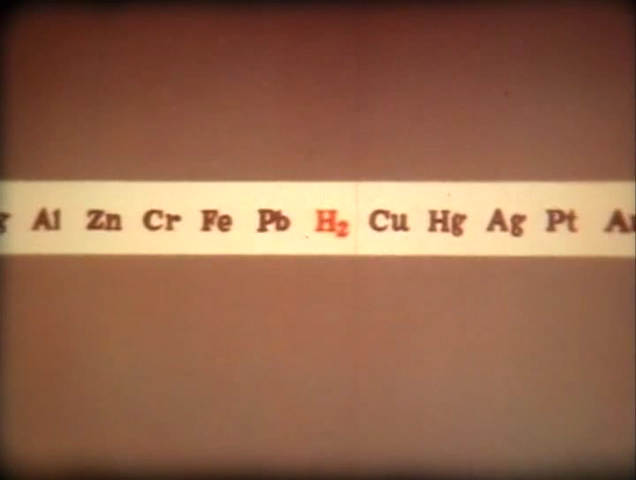 Al Zn Cr Fe Pb H₂ Cu Hg Ag Pt